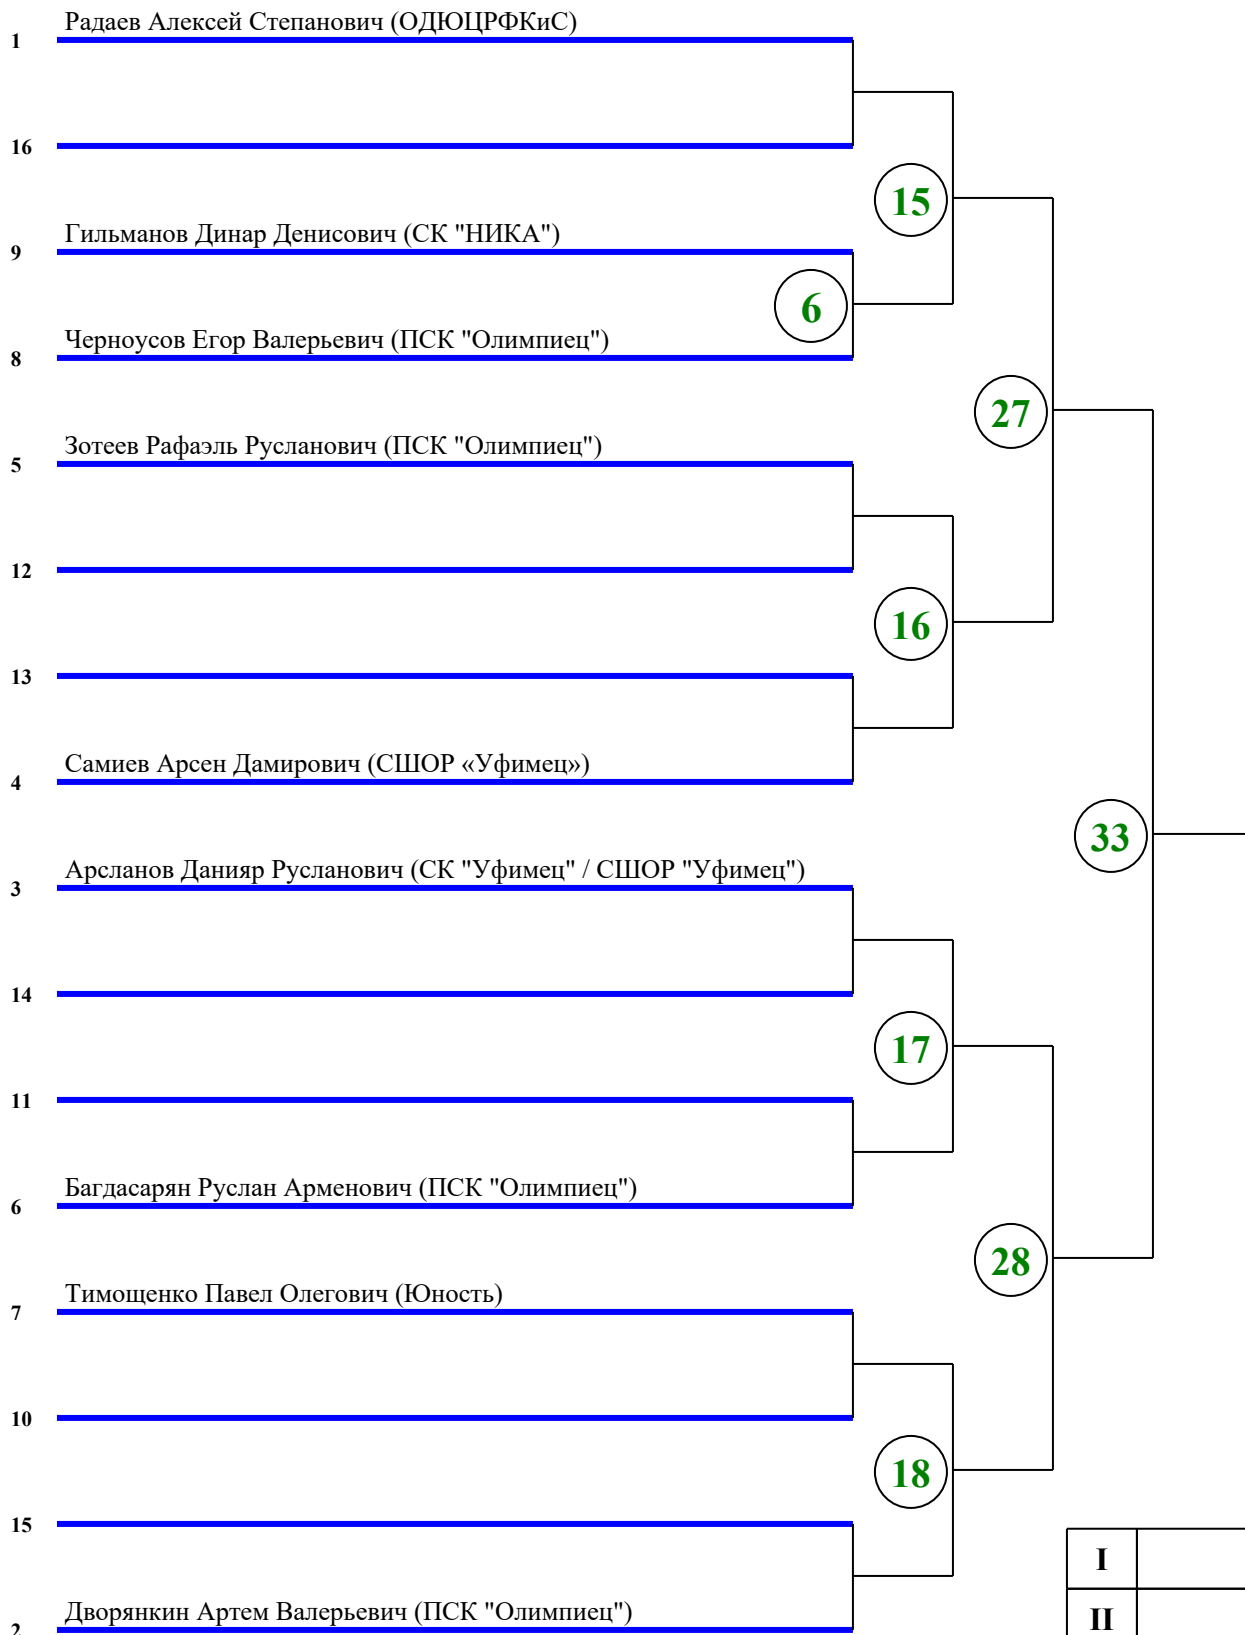 Радаев Алексей Степанович (ОДЮЦРФКиС)
1
16
15
Гильманов Динар Денисович (СК "НИКА")
9
6
Черноусов Егор Валерьевич (ПСК "Олимпиец")
8
27
Зотеев Рафаэль Русланович (ПСК "Олимпиец")
5
12
16
13
Самиев Арсен Дамирович (СШОР «Уфимец»)
4
33
Арсланов Данияр Русланович (СК "Уфимец" / СШОР "Уфимец")
3
14
17
11
Багдасарян Руслан Арменович (ПСК "Олимпиец")
6
28
Тимощенко Павел Олегович (Юность)
7
10
18
15
I
Дворянкин Артем Валерьевич (ПСК "Олимпиец")
2
II